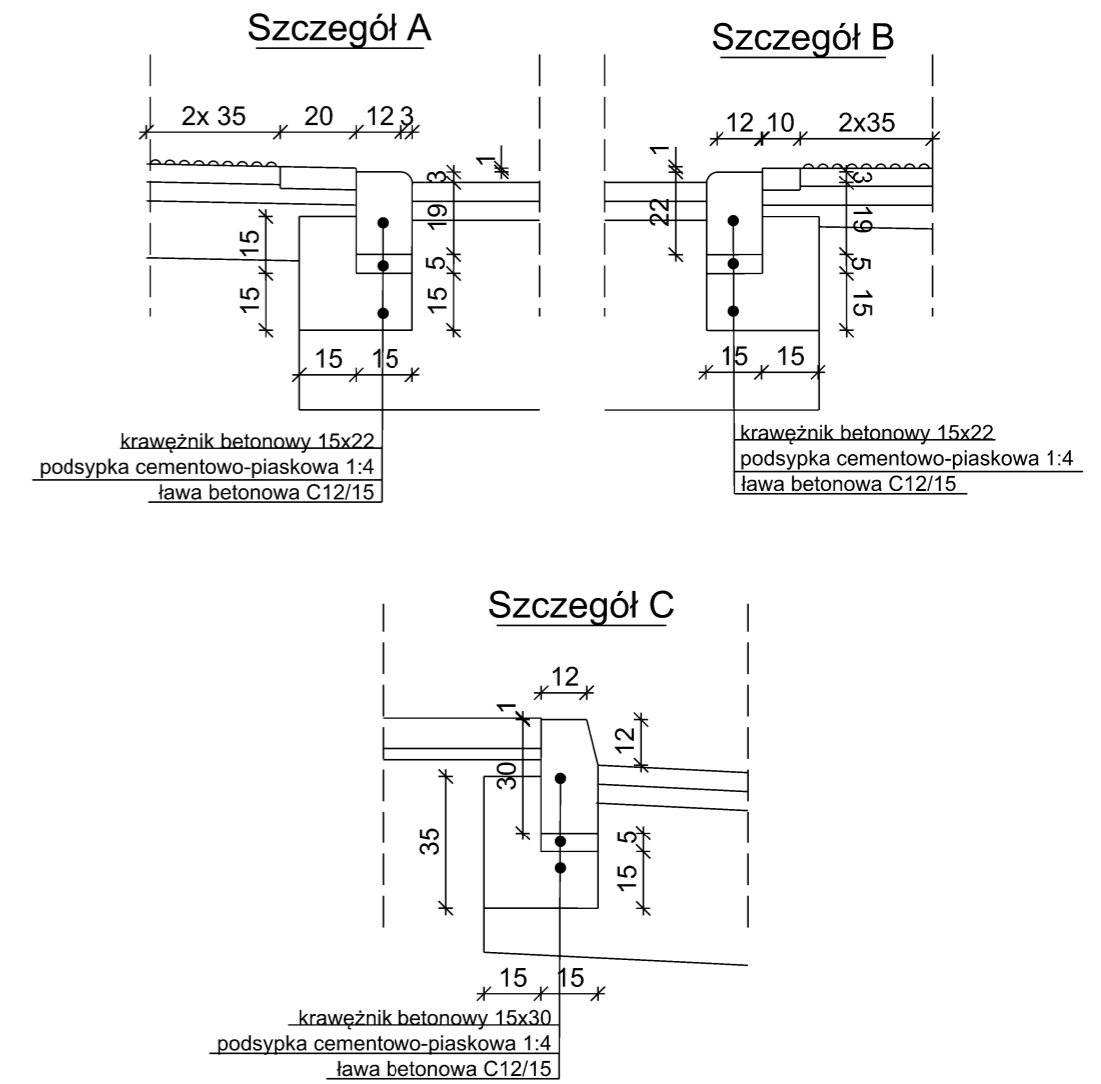 Szczegół A
2x 35 20 12 3
1
3
19
5
15
15
15
15 15
krawężnik betonowy 15x22
podsypka cementowo-piaskowa 1:4
ława betonowa C12/15
Szczegół B
12 10 2x35
1
22
3
19
5
15
15 15
krawężnik betonowy 15x22
podsypka cementowo-piaskowa 1:4
ława betonowa C12/15
Szczegół C
12
1
30
12
35
5
15
15 15
krawężnik betonowy 15x30
podsypka cementowo-piaskowa 1:4
ława betonowa C12/15